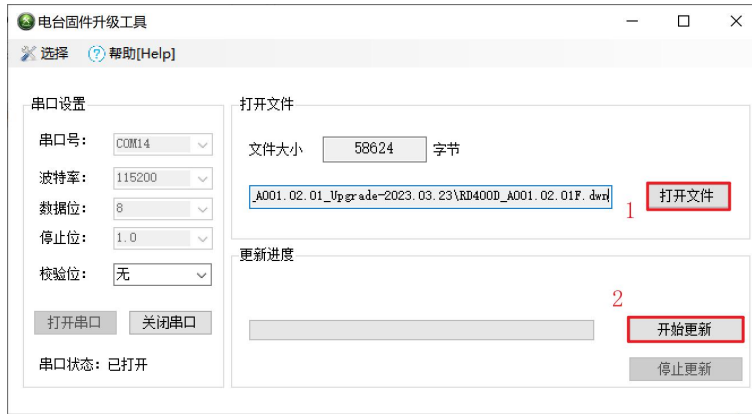 电台固件升级工具
选择 帮助[Help]
串口设置
串口号： COM14
波特率： 115200
数据位： 8
停止位： 1.0
校验位： 无
打开串口 关闭串口
串口状态：已打开
打开文件
文件大小 58624 字节
_A001.02.01_Upgrade-2023.03.23\RD400D_A001.02.01F.dwn
1
打开文件
更新进度
2
开始更新
停止更新